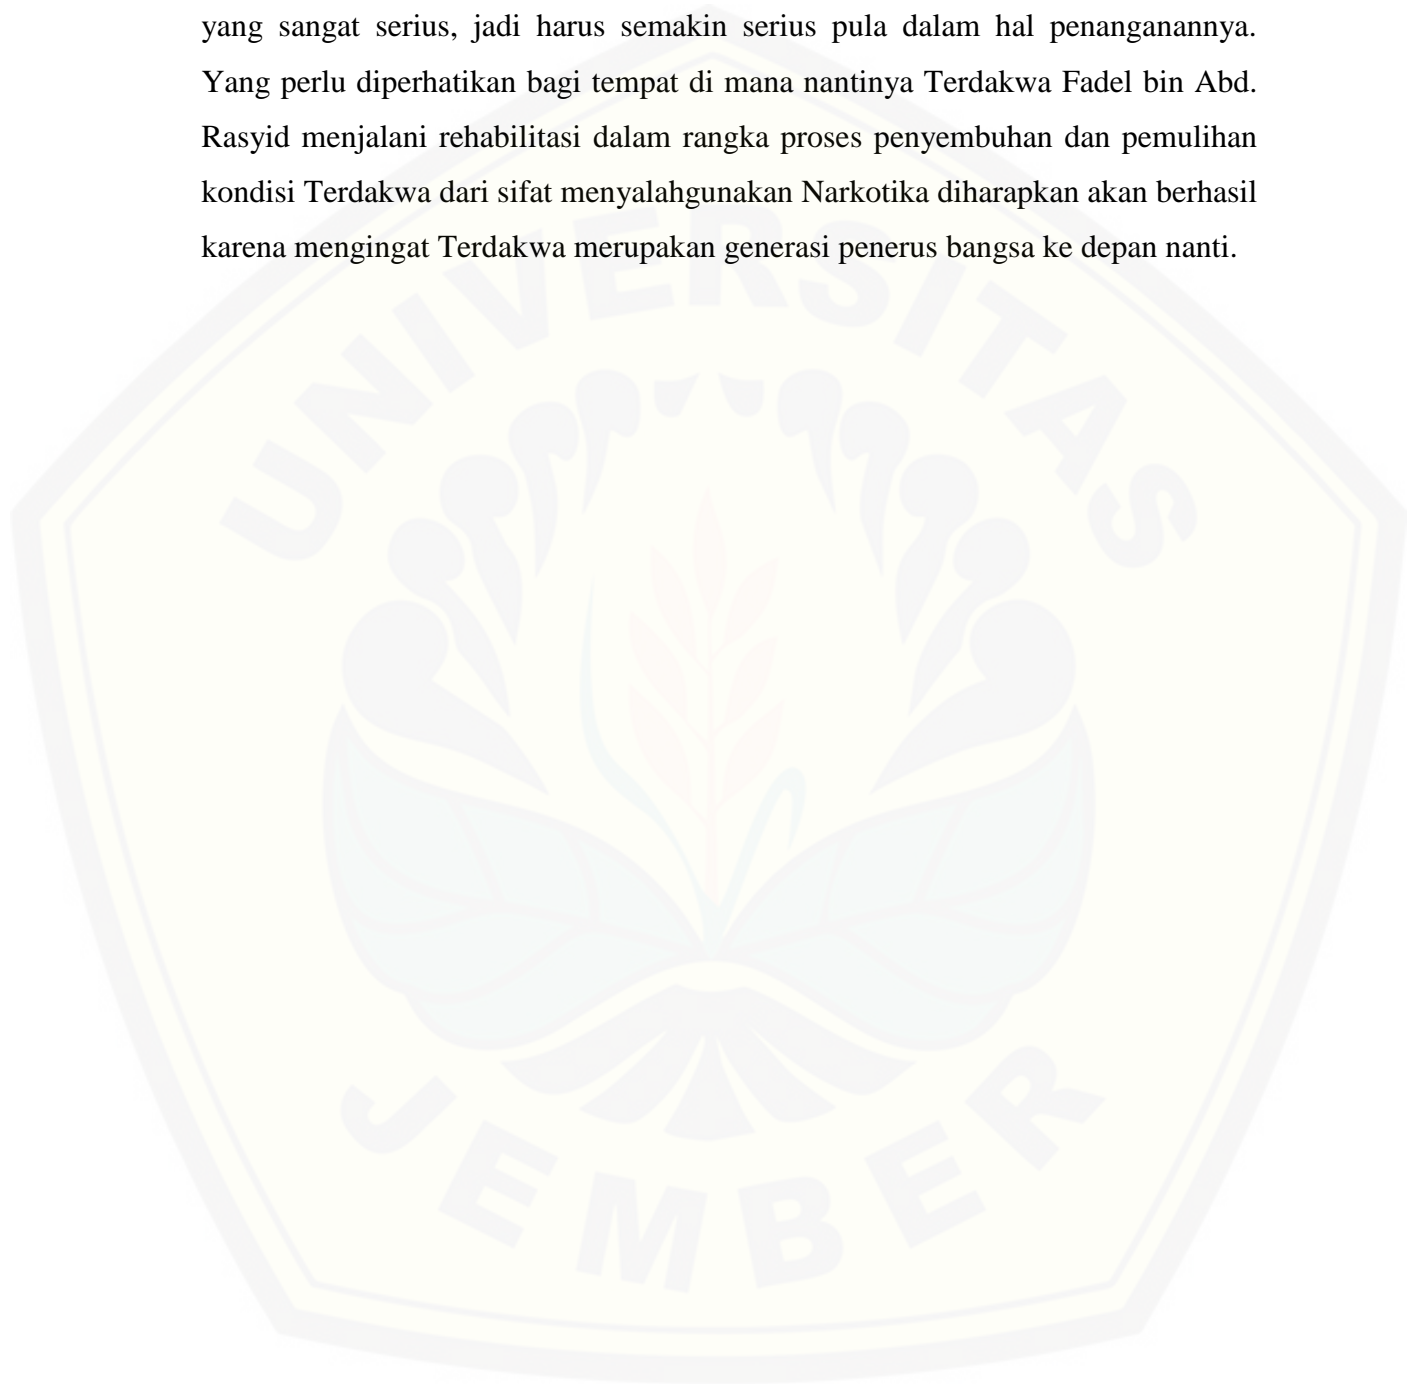 yang sangat serius, jadi harus semakin serius pula dalam hal penanganannya.
Yang perlu diperhatikan bagi tempat di mana nantinya Terdakwa Fadel bin Abd.
Rasyid menjalani rehabilitasi dalam rangka proses penyembuhan dan pemulihan
kondisi Terdakwa dari sifat menyalahgunakan Narkotika diharapkan akan berhasil
karena mengingat Terdakwa merupakan generasi penerus bangsa ke depan nanti.
UNIVERSITAS
JEMBER